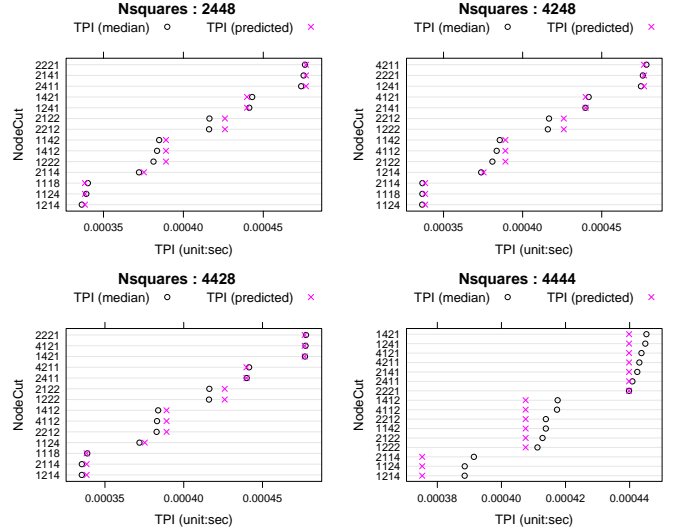 Nsquares : 2448
TPI (median) TPI (predicted)
2221
2141
2411
1421
1241
2122
2212
1142
4112
1222
2114
1118
1124
1214
NodeCut
0.00035 0.00040 0.00045
TPI (unit:sec)
Nsquares : 4248
TPI (median) TPI (predicted)
4211
2221
2411
4121
2141
2122
1222
1142
4112
2212
2114
2114
1124
1214
NodeCut
0.00035 0.00040 0.00045
TPI (unit:sec)
Nsquares : 4428
TPI (median) TPI (predicted)
2221
4121
1421
4211
2411
2122
1222
1412
4112
2212
1124
1118
2114
1214
NodeCut
0.00035 0.00040 0.00045
TPI (unit:sec)
Nsquares : 4444
TPI (median) TPI (predicted)
1421
1241
4121
4211
2141
2411
2221
1412
4112
2212
1142
2122
1222
2114
1124
1214
NodeCut
0.00038 0.00040 0.00042 0.00044
TPI (unit:sec)